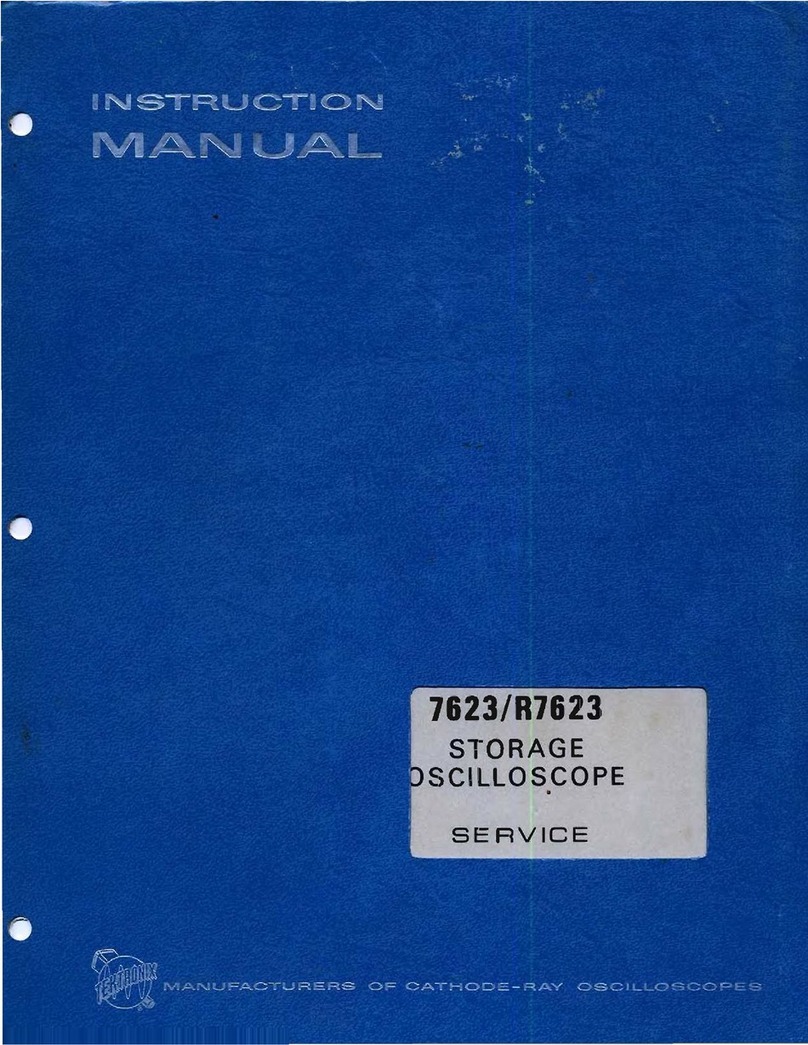 INSTRUCTION
MANUAL
7623/R7623
STORAGE
OSCILLOSCOPE
SERVICE
TEKTRONIX
MANUFACTURERS OF CATHODE-RAY OSCILLOSCOPES